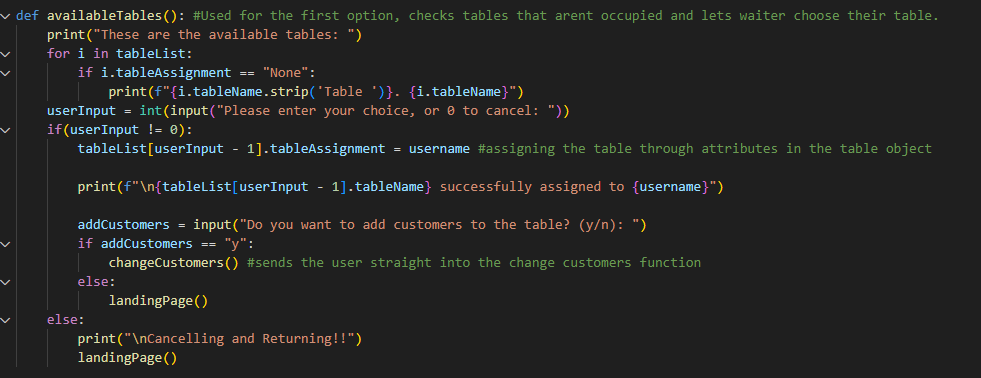 def availableTables(): #Used for the first option, checks tables that arent occupied and lets waiter choose their table.
    print("These are the available tables: ")
    for i in tableList:
        if i.tableAssignment == "None":
            print(f"{i.tableName.strip('Table ')}. {i.tableName}")
    userInput = int(input("Please enter your choice, or 0 to cancel: "))
    if(userInput != 0):
        tableList[userInput - 1].tableAssignment = username #assigning the table through attributes in the table object

        print(f"\n{tableList[userInput - 1].tableName} successfully assigned to {username}")

        addCustomers = input("Do you want to add customers to the table? (y/n): ")
        if addCustomers == "y":
            changeCustomers() #sends the user straight into the change customers function
        else:
            landingPage()
    else:
        print("\nCancelling and Returning!!")
        landingPage()